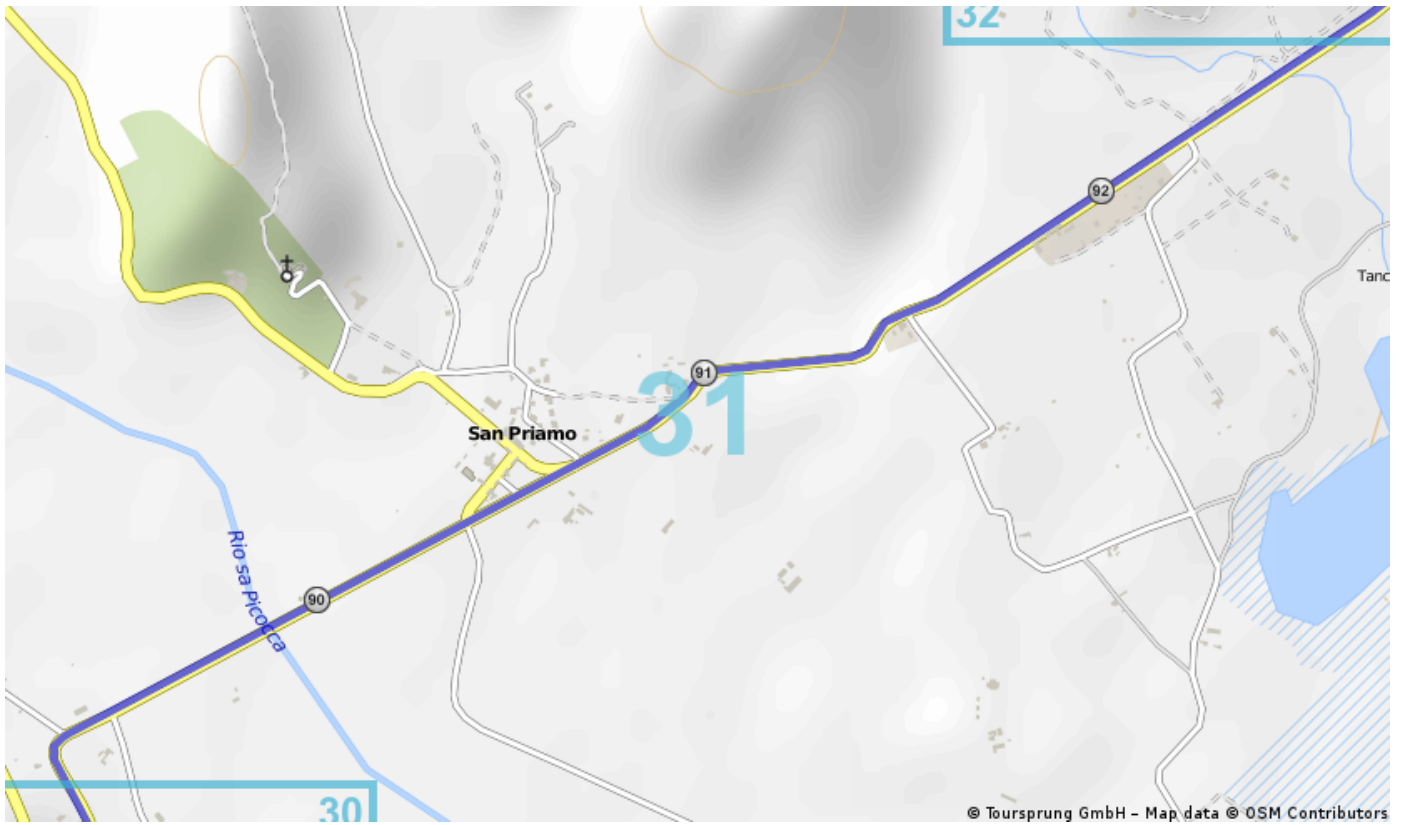 32
92
Tanc
91
31
San Priamo
Rio sa Picocca
90
30
© Toursprung GmbH – Map data © OSM Contributors